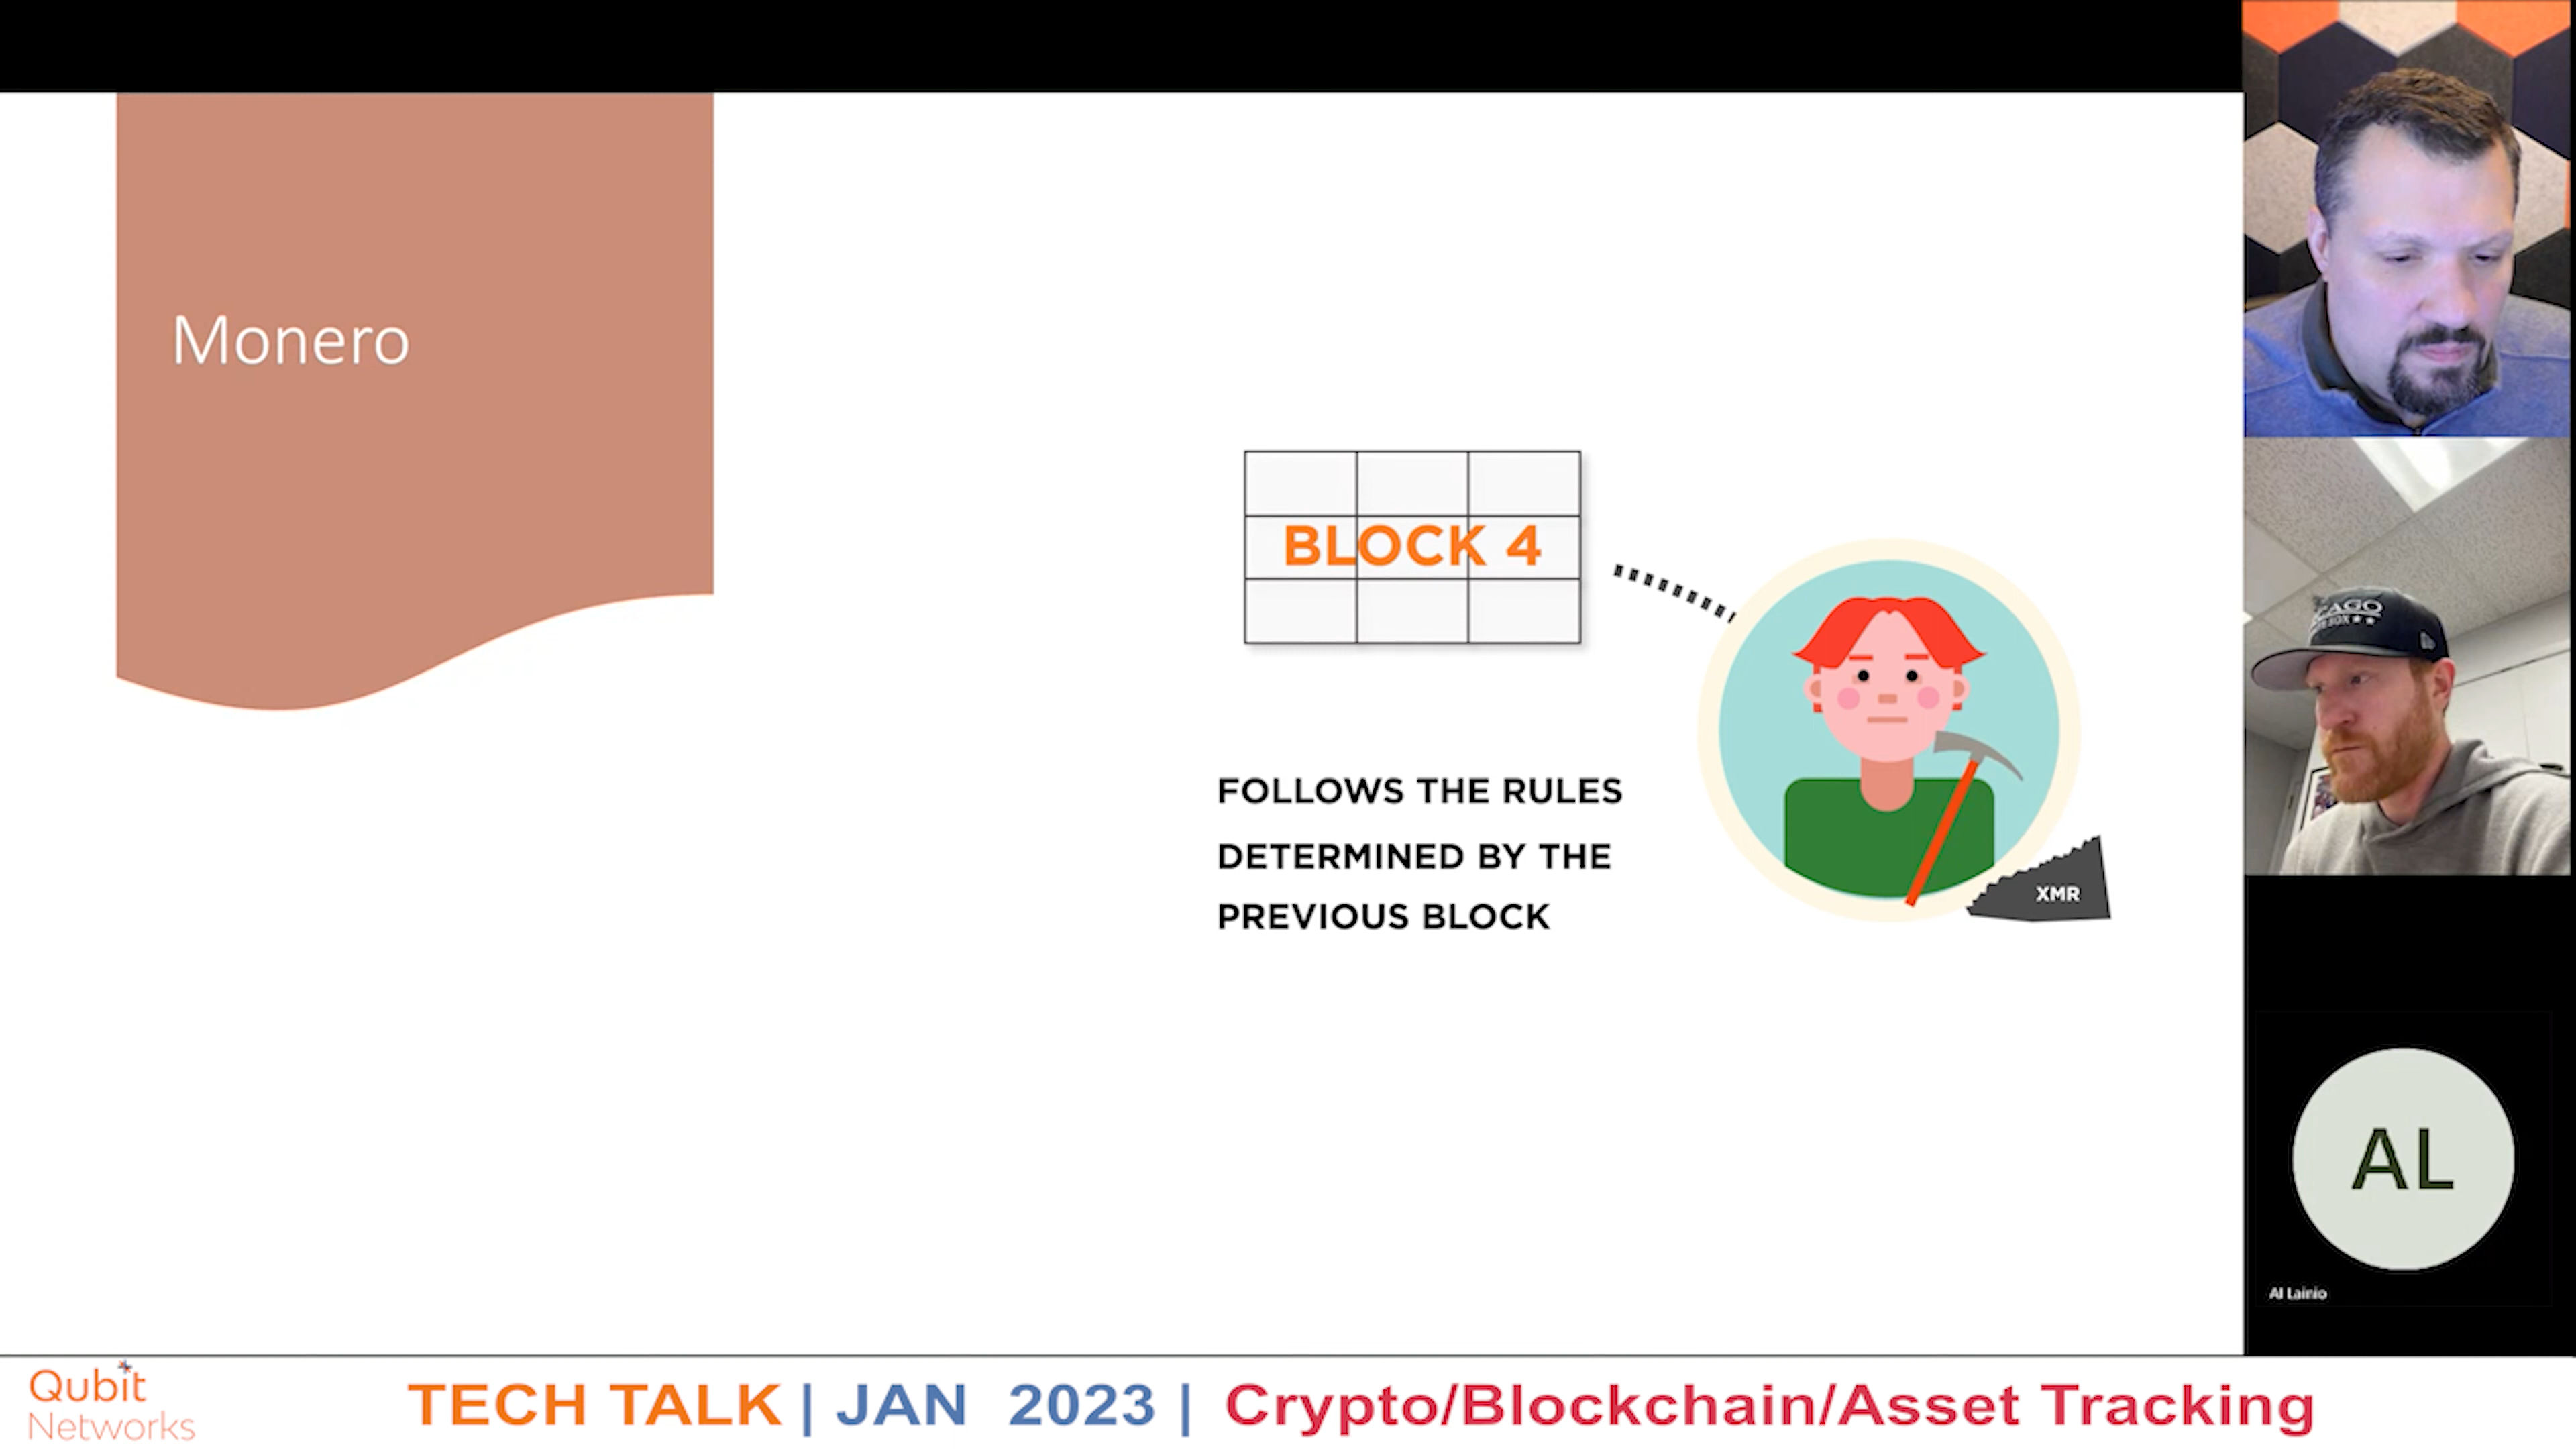 Monero
BLOCK 4
FOLLOWS THE RULES
DETERMINED BY THE
PREVIOUS BLOCK
XMR
AL
Al Lainio
Qubit
Networks
TECH TALK | JAN 2023 | Crypto/Blockchain/Asset Tracking